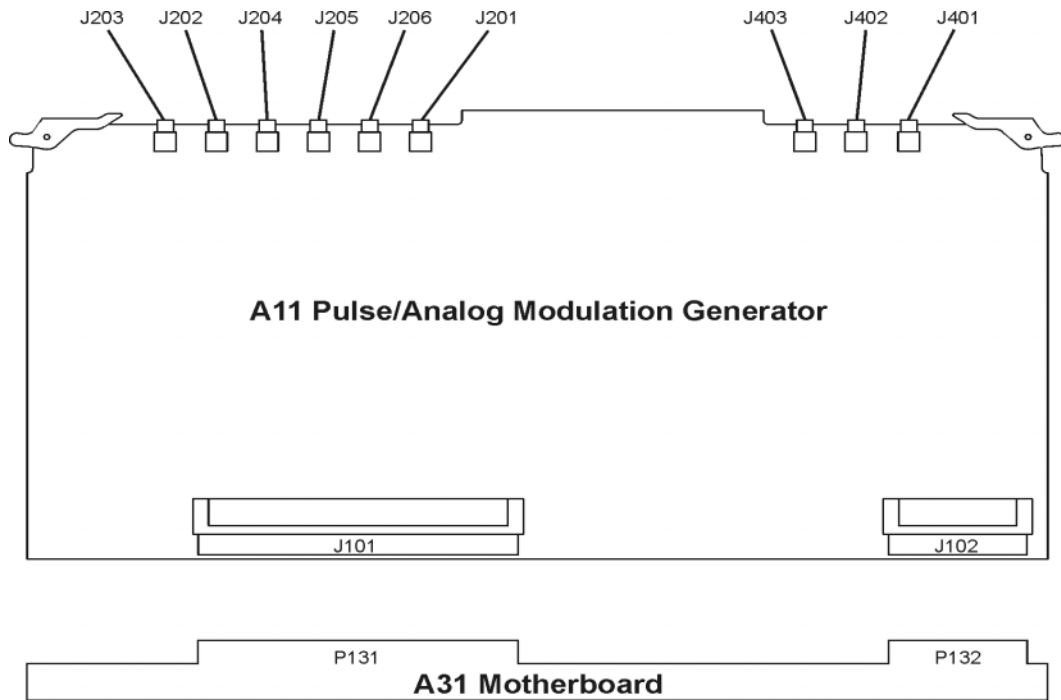 J203 J202 J204 J205 J206 J201 J403 J402 J401
A11 Pulse/Analog Modulation Generator
J101 J102
P131 P132
A31 Motherboard